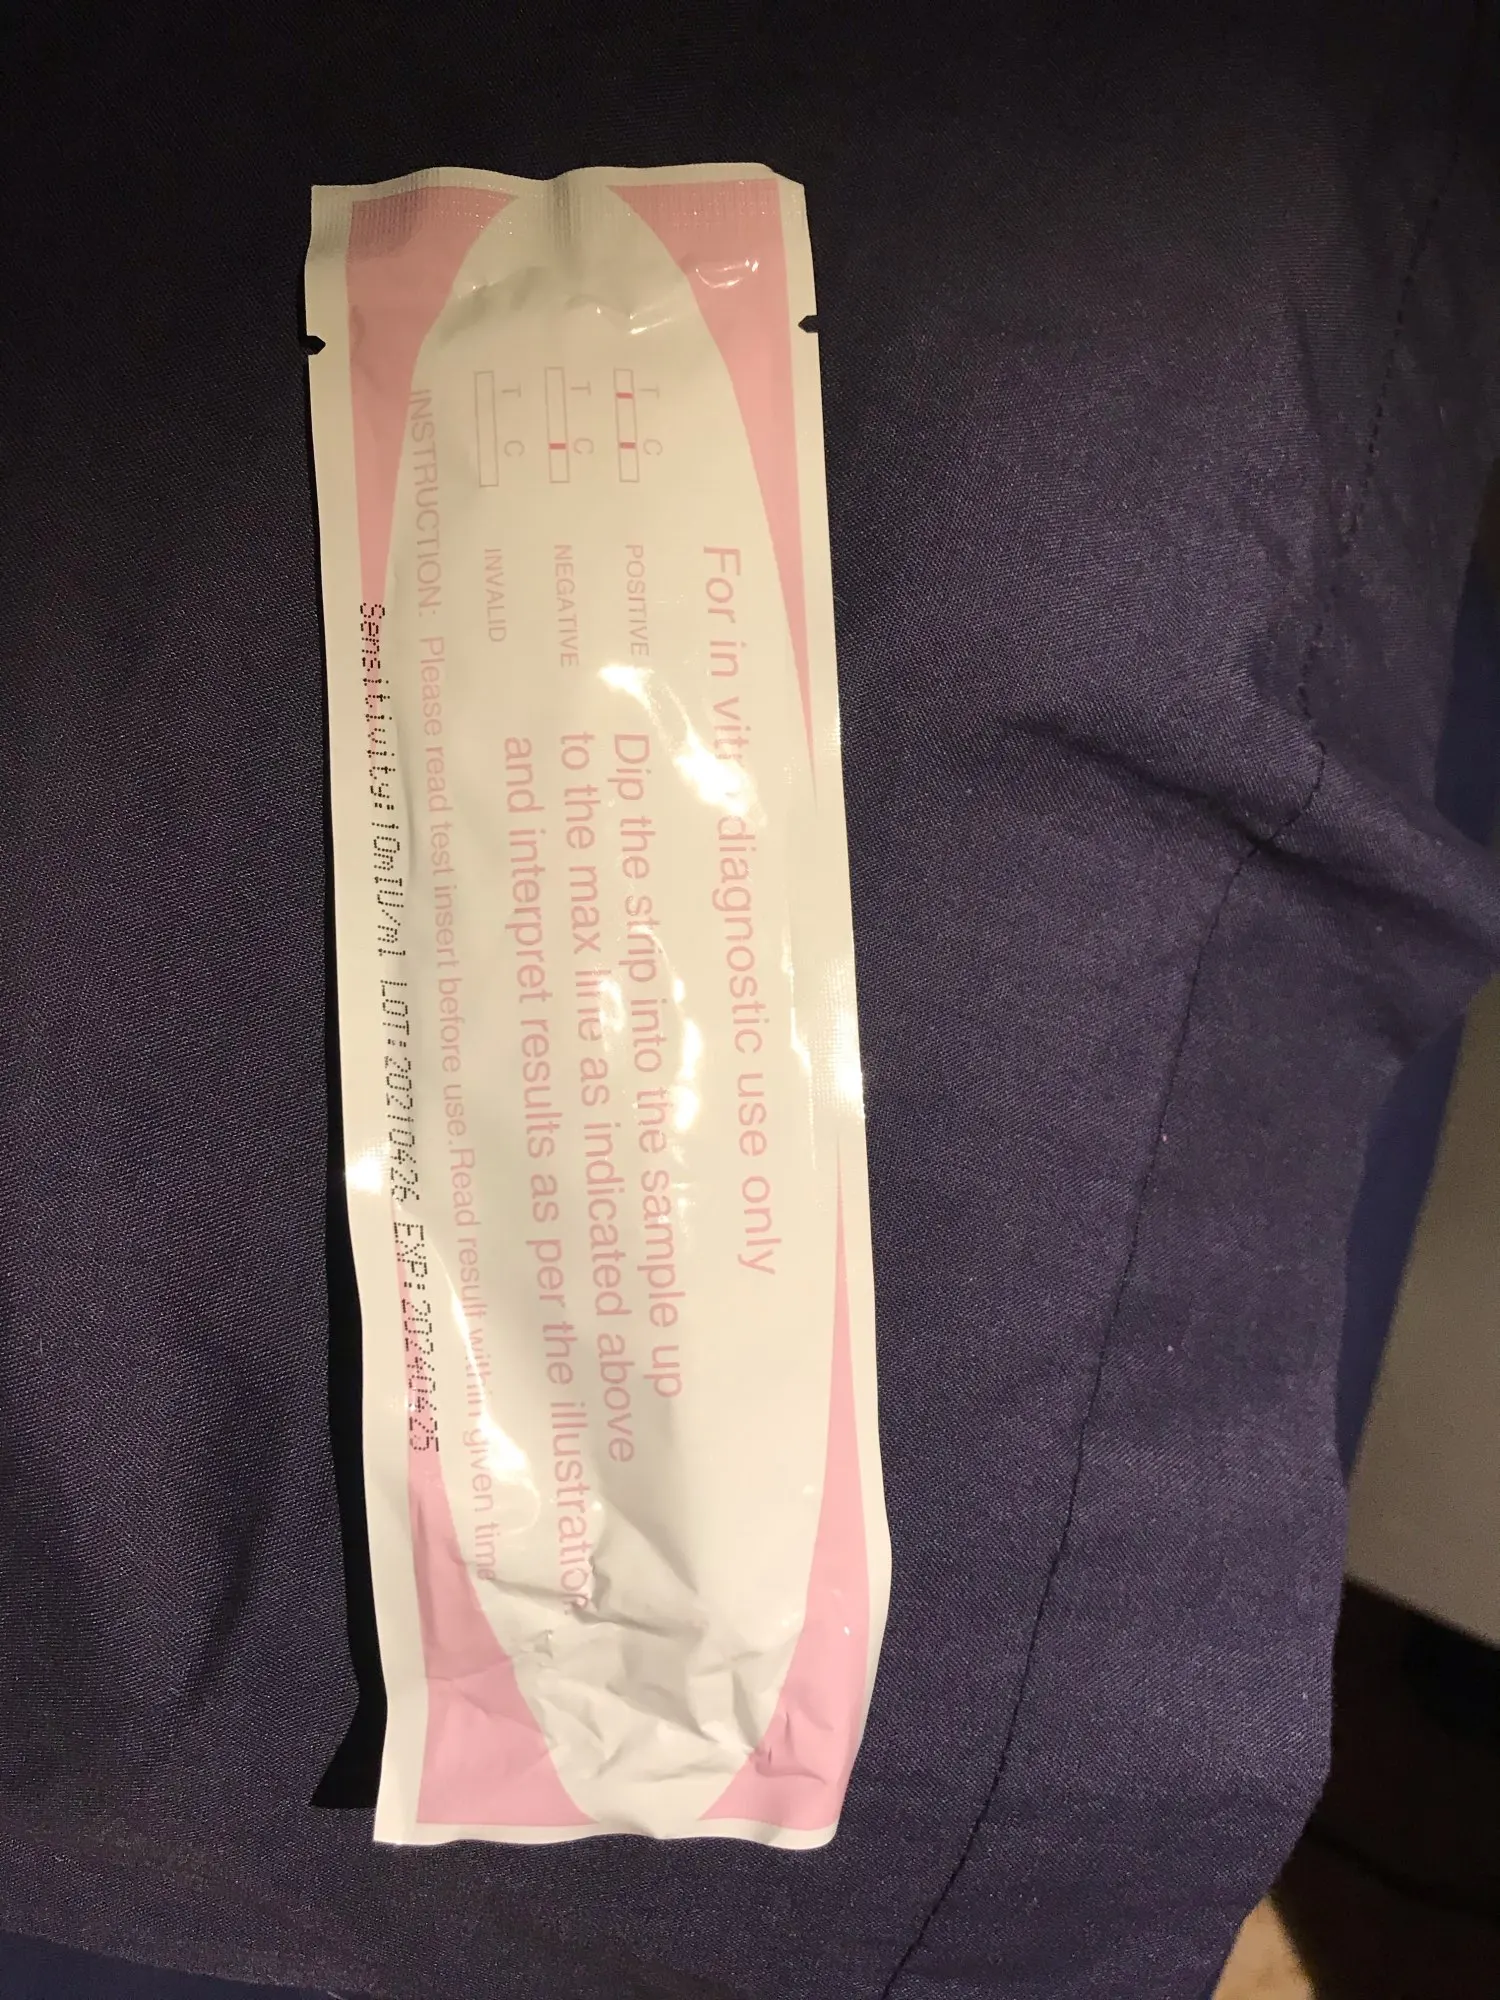 For in vitro diagnostic use only
T C
POSITIVE
T C
NEGATIVE
T C
INVALID
Dip the strip into the sample up
to the max line as indicated above
and interpret results as per the illustration
INSTRUCTION: Please read test insert before use.Read result within given time
Sensitivity:10mIU/ml LOT:20210426 EXP:20240425